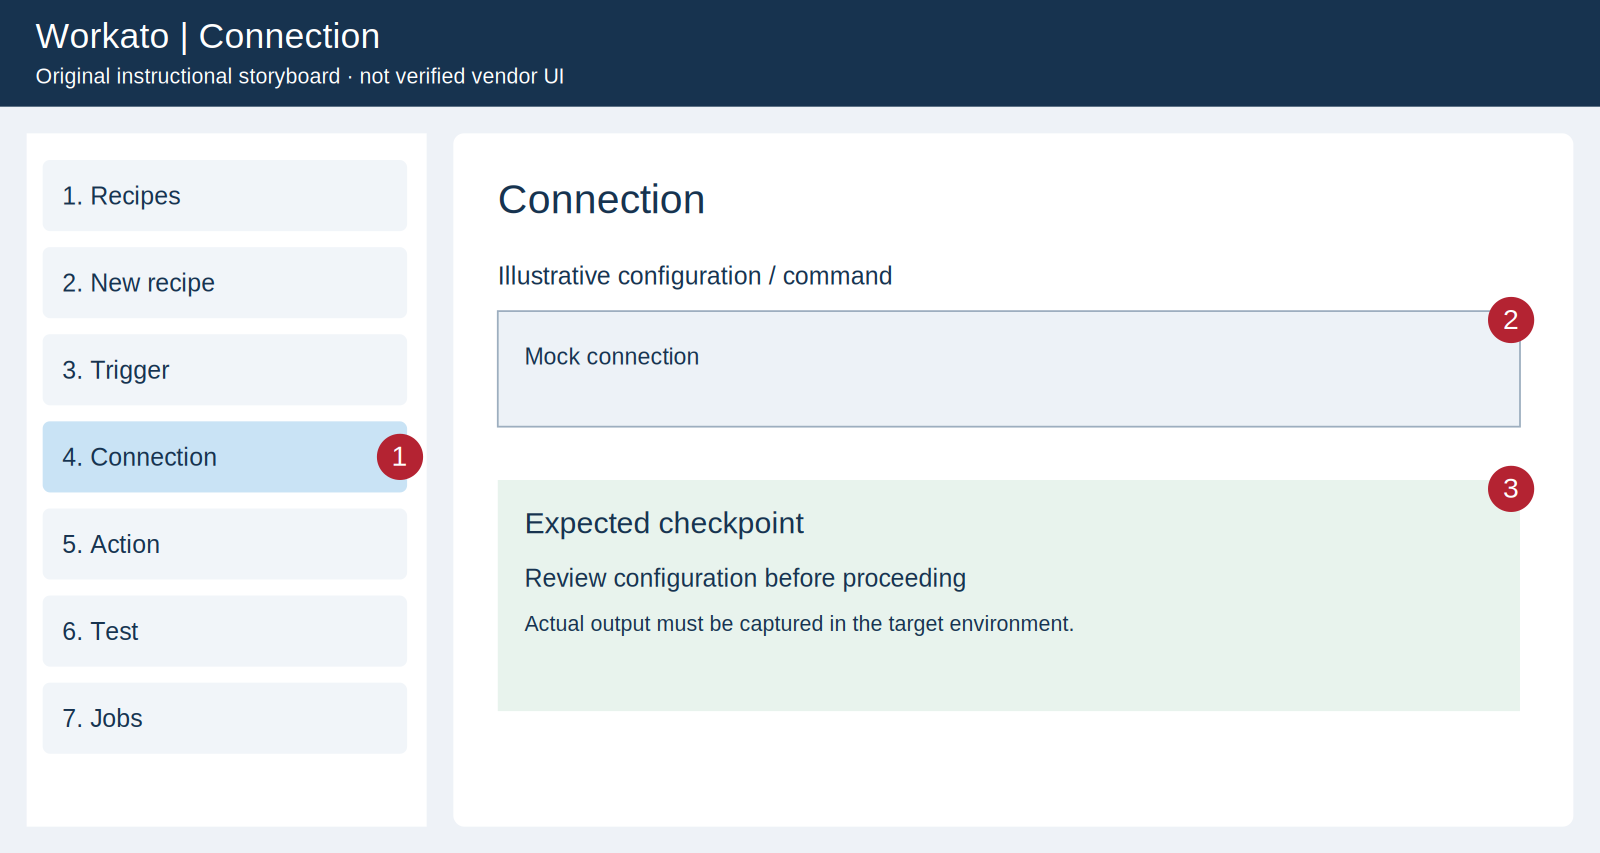 Workato | Connection
Original instructional storyboard · not verified vendor UI
1. Recipes
2. New recipe
3. Trigger
4. Connection
1
5. Action
6. Test
7. Jobs
Connection
Illustrative configuration / command
2
Mock connection
3
Expected checkpoint
Review configuration before proceeding
Actual output must be captured in the target environment.